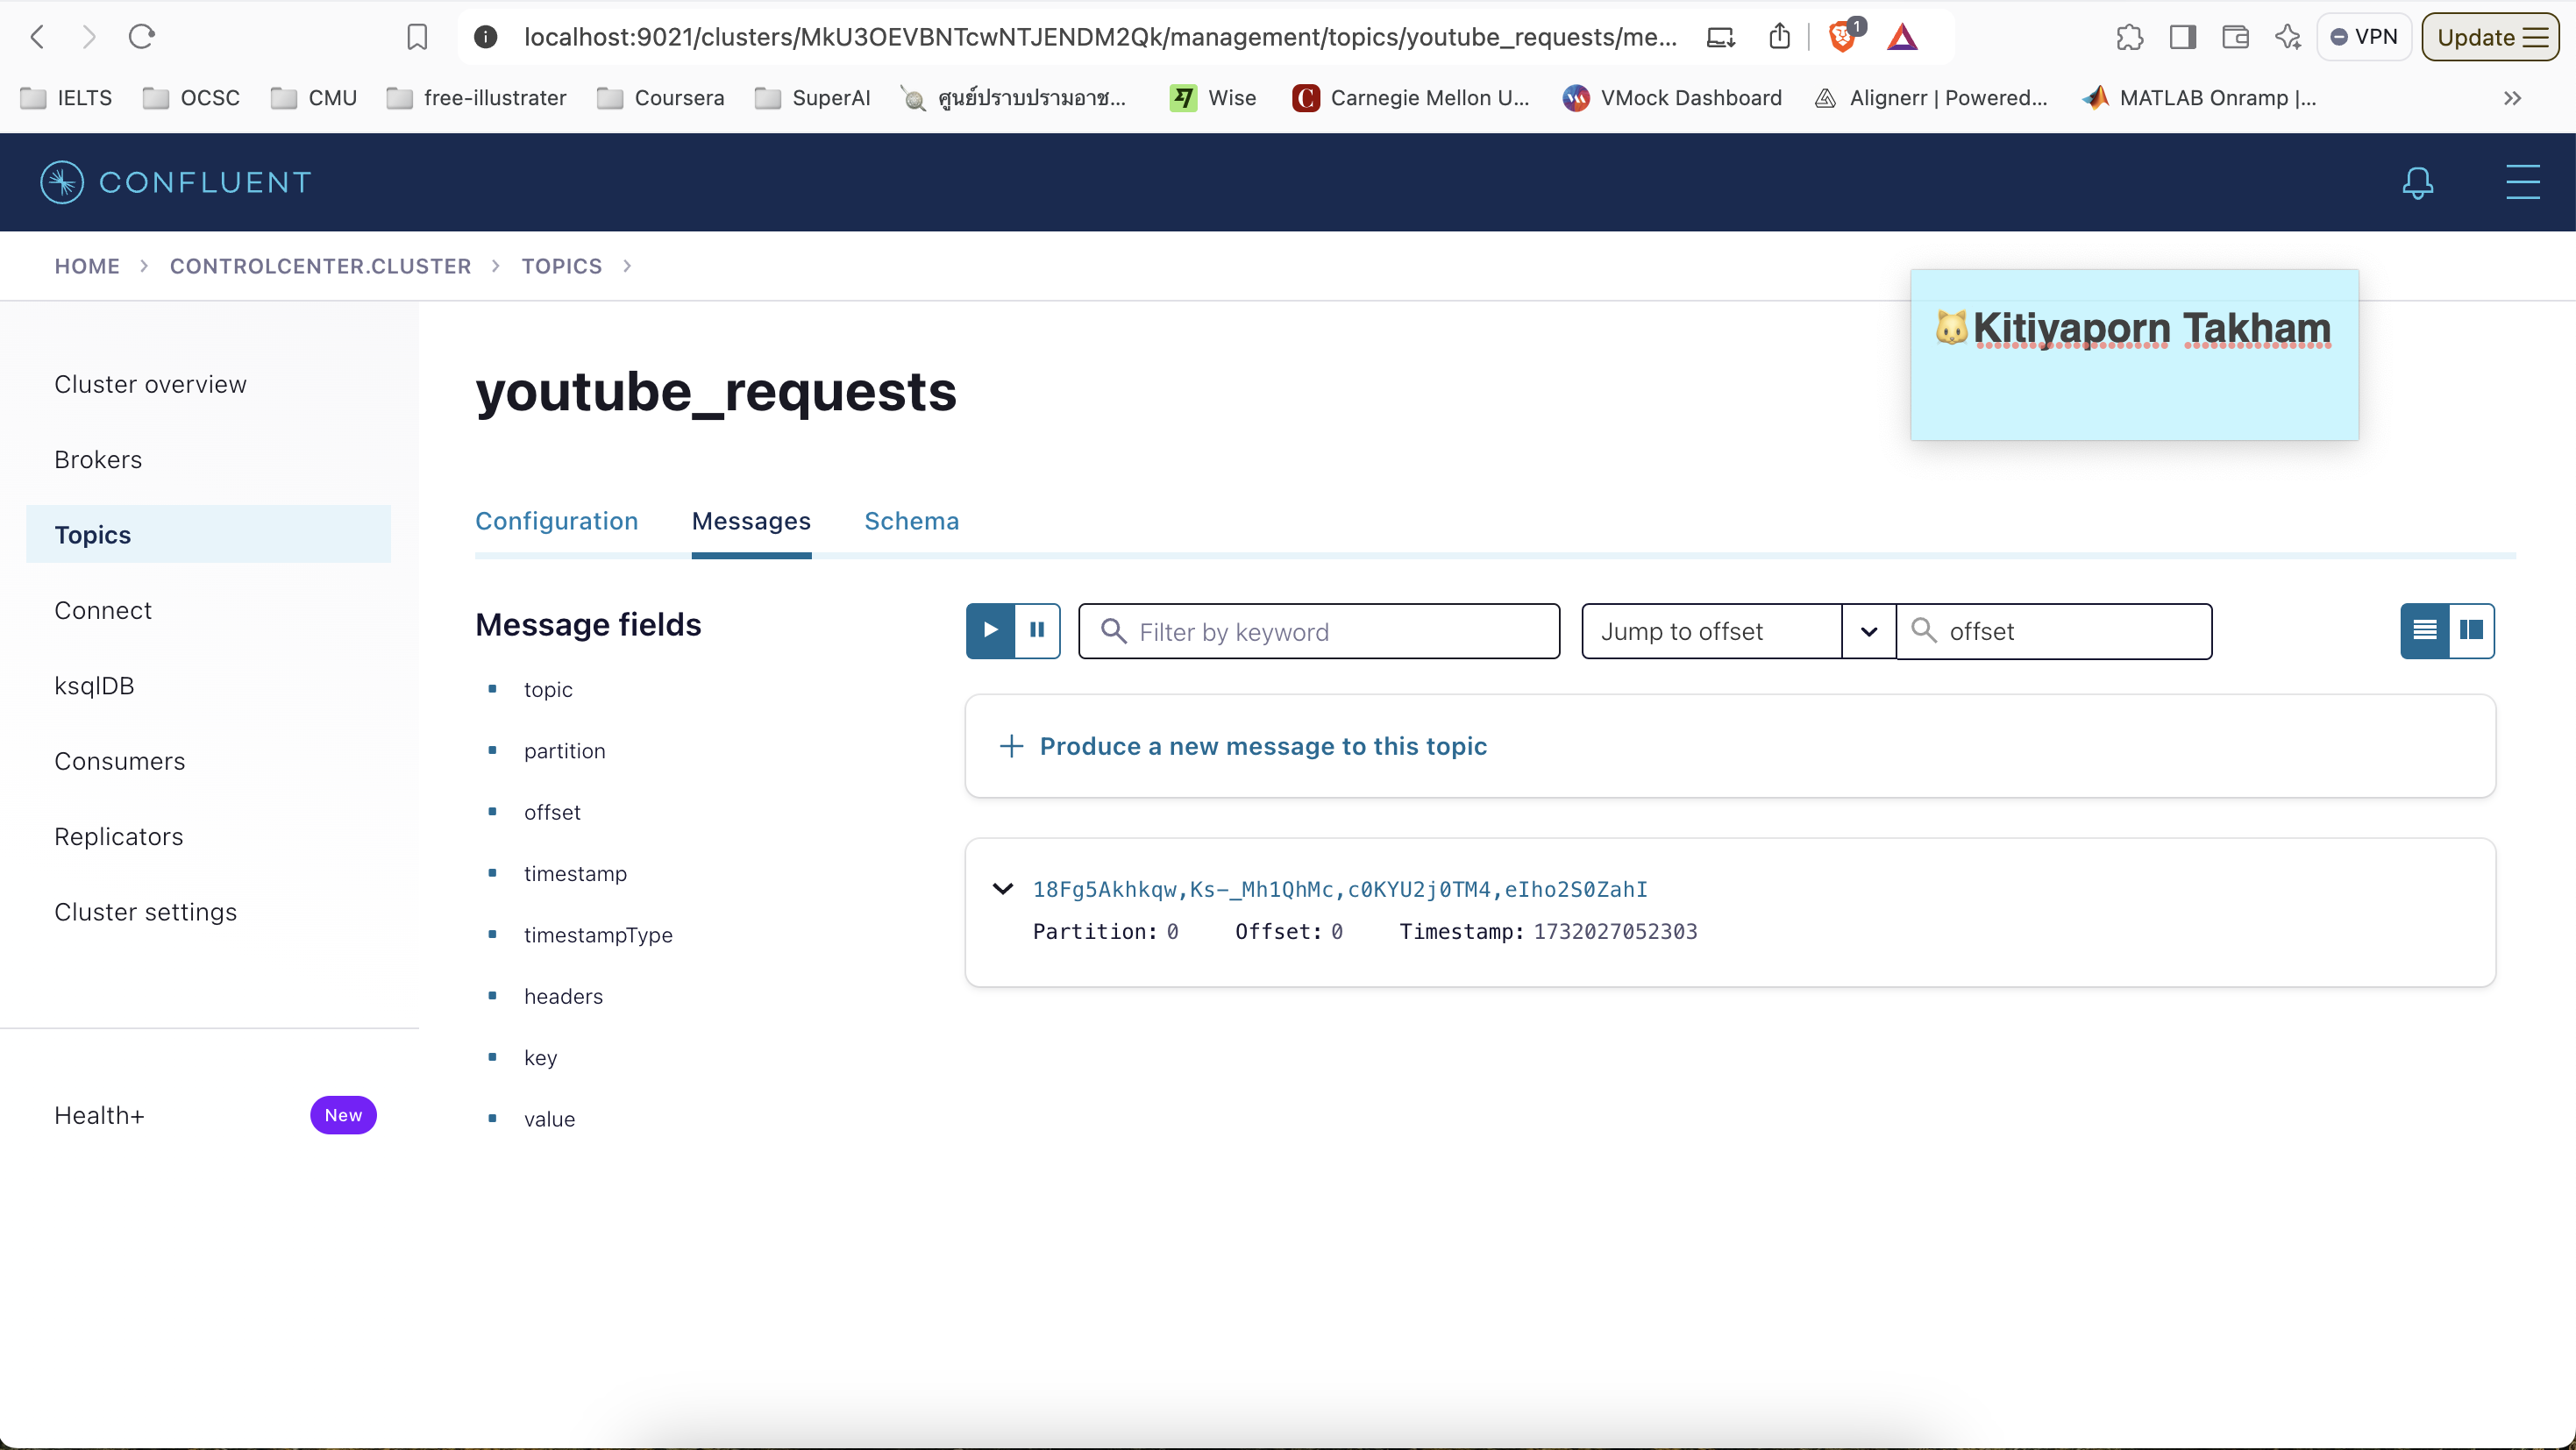 localhost:9021/clusters/MkU3OEVBNTcwNTJENDM2Qk/management/topics/youtube_requests/me...
1
VPN
Update
IELTS
OCSC
CMU
free-illustrater
Coursera
SuperAI
ศูนย์ปราบปรามอาช...
Wise
Carnegie Mellon U...
VMock Dashboard
Alignerr | Powered...
MATLAB Onramp |...
CONFLUENT
HOME > CONTROLCENTER.CLUSTER > TOPICS >
🐱Kitiyaporn Takham
Cluster overview
Brokers
Topics
Connect
ksqlDB
Consumers
Replicators
Cluster settings
Health+
New
youtube_requests
Configuration
Messages
Schema
Message fields
topic
partition
offset
timestamp
timestampType
headers
key
value
Filter by keyword
Jump to offset
offset
+ Produce a new message to this topic
18Fg5Akhkqw,Ks-_Mh1QhMc,c0KYU2j0TM4,eIho2S0ZahI
Partition: 0 Offset: 0 Timestamp: 1732027052303